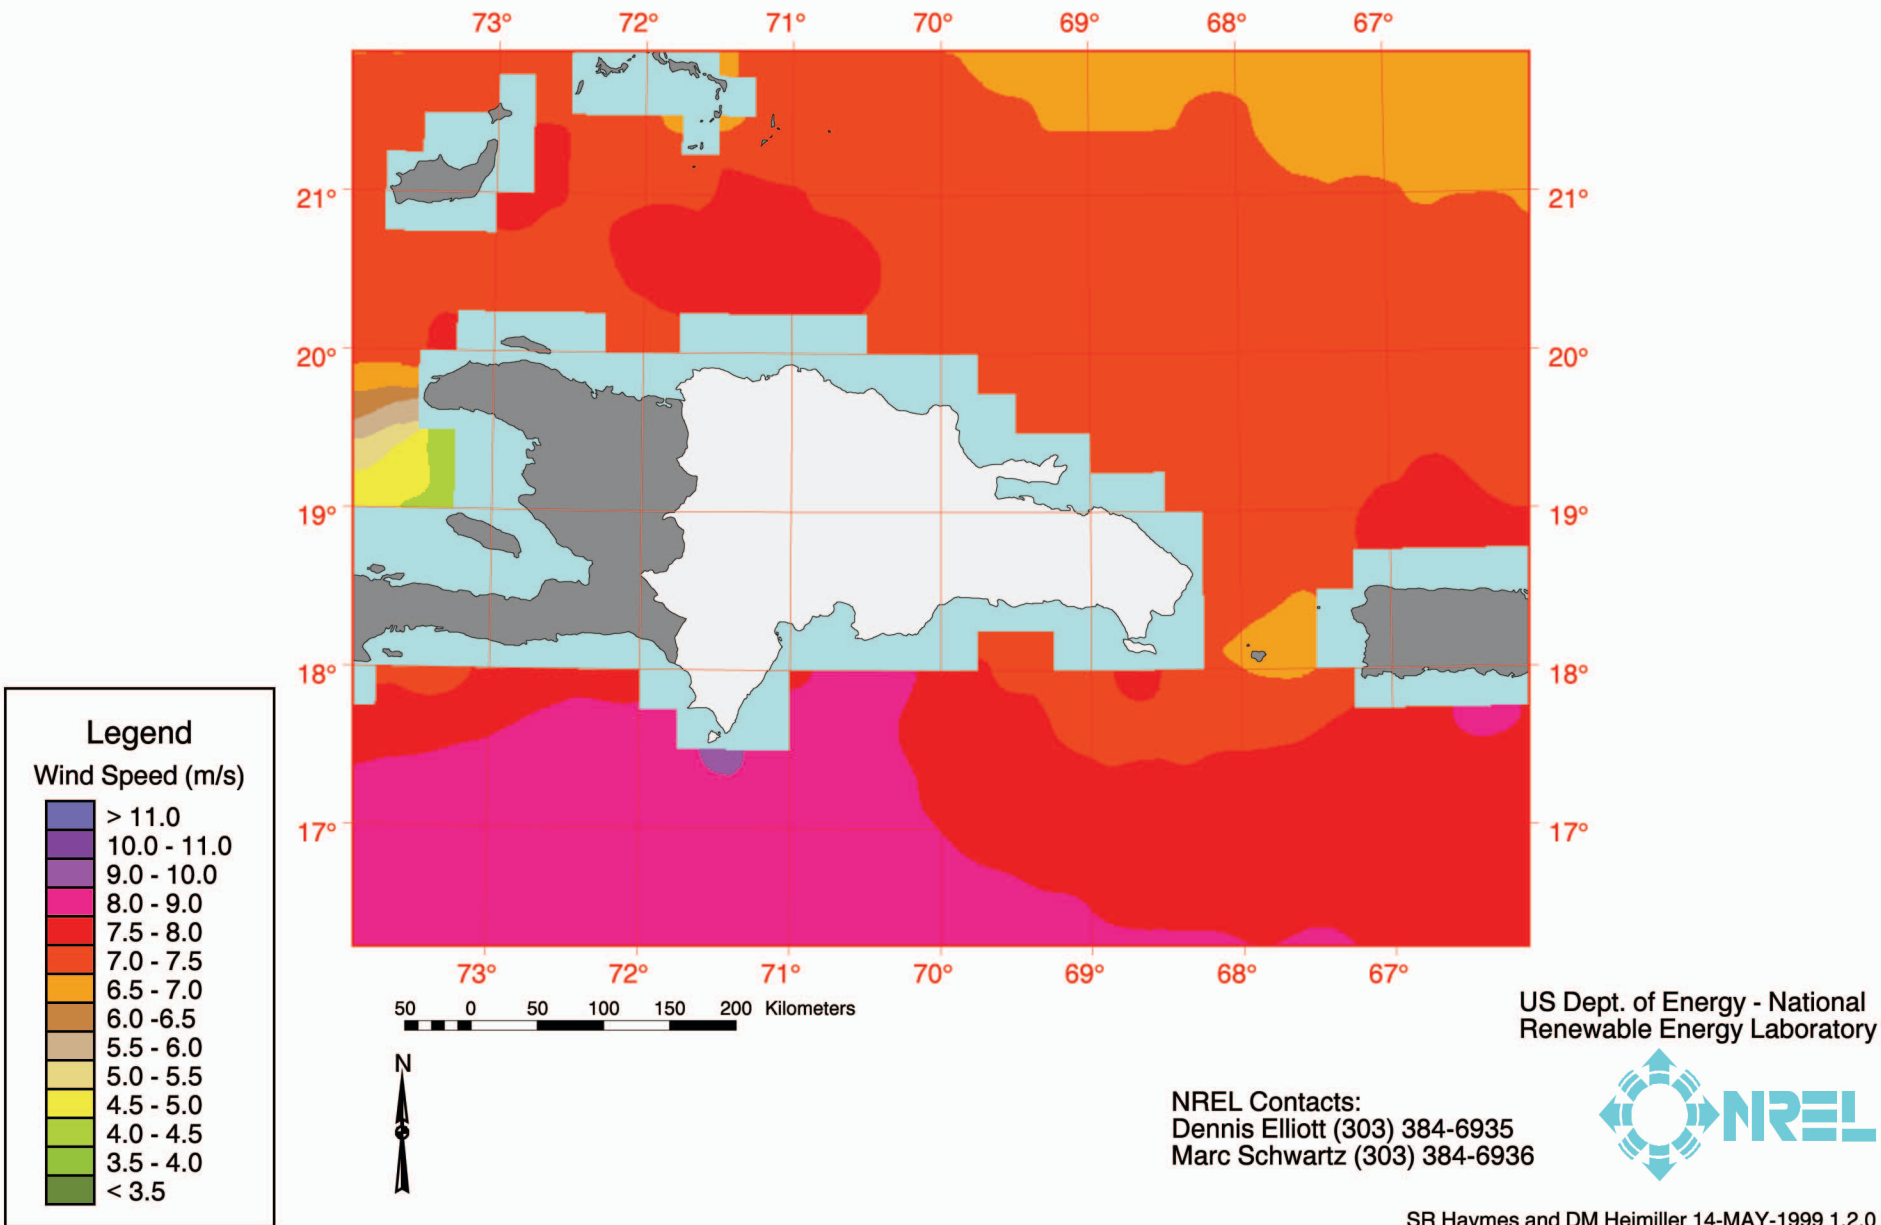 73° 72° 71° 70° 69° 68° 67°
21° 21°
20° 20°
19° 19°
18° 18°
17° 17°
73° 72° 71° 70° 69° 68° 67°
Legend
Wind Speed (m/s)
> 11.0
10.0 - 11.0
9.0 - 10.0
8.0 - 9.0
7.5 - 8.0
7.0 - 7.5
6.5 - 7.0
6.0 -6.5
5.5 - 6.0
5.0 - 5.5
4.5 - 5.0
4.0 - 4.5
3.5 - 4.0
< 3.5
50 0 50 100 150 200 Kilometers
N
US Dept. of Energy - National
Renewable Energy Laboratory
NREL
NREL Contacts:
Dennis Elliott (303) 384-6935
Marc Schwartz (303) 384-6936
SR Haymes and DM Heimiller 14-MAY-1999 1.2.0